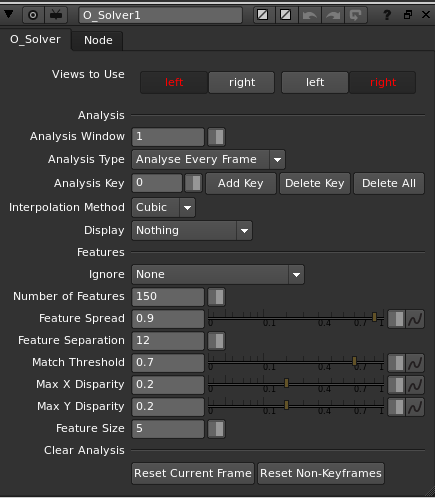 O_Solver1 ?
O_Solver Node
Views to Use left right left right
Analysis
Analysis Window 1
Analysis Type Analyse Every Frame
Analysis Key 0 Add Key Delete Key Delete All
Interpolation Method Cubic
Display Nothing
Features
Ignore None
Number of Features 150
Feature Spread 0.9 0 0.1 0.4 0.7 1
Feature Separation 12
Match Threshold 0.7 0 0.1 0.4 0.7 1
Max X Disparity 0.2 0 0.1 0.4 0.7 1
Max Y Disparity 0.2 0 0.1 0.4 0.7 1
Feature Size 5
Clear Analysis
Reset Current Frame Reset Non-Keyframes